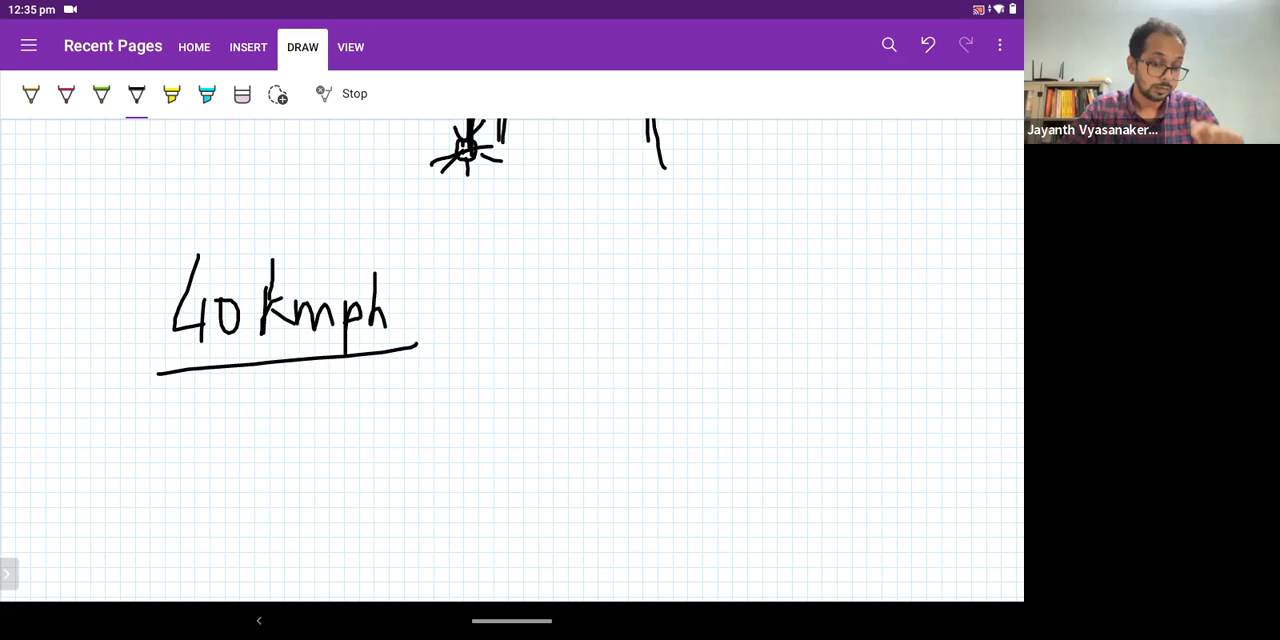 12:35 pm
Recent Pages HOME INSERT DRAW VIEW
Stop
Jayanth Vyasanaker...
40 kmph